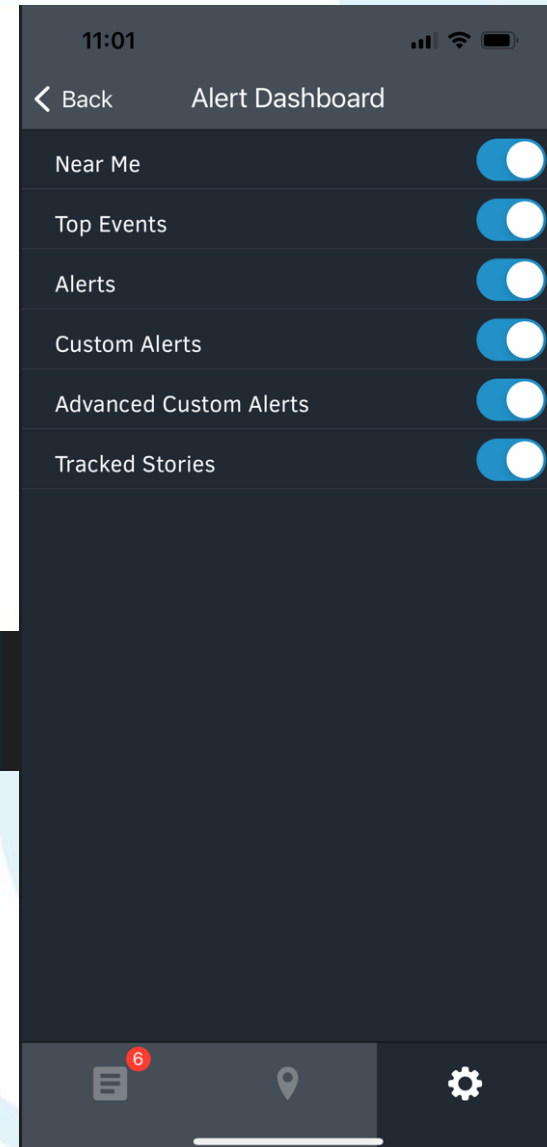 11:01
Back Alert Dashboard
Near Me
Top Events
Alerts
Custom Alerts
Advanced Custom Alerts
Tracked Stories
6